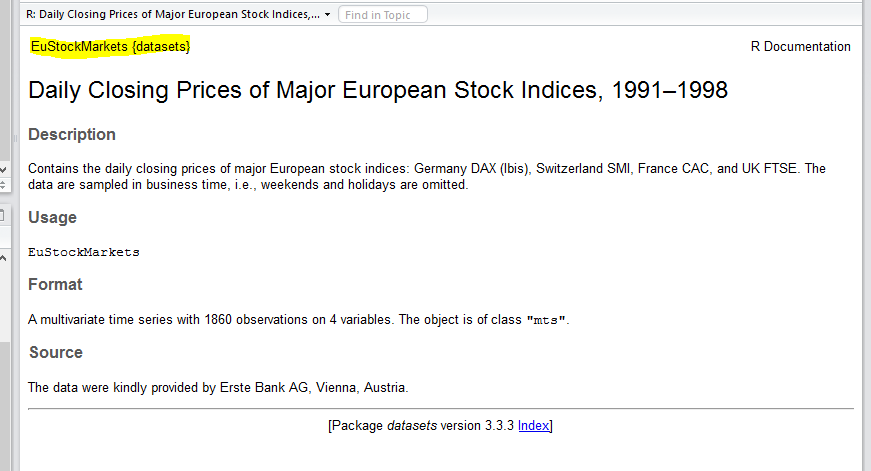 R: Daily Closing Prices of Major European Stock Indices,... Find in Topic
EuStockMarkets {datasets} R Documentation
Daily Closing Prices of Major European Stock Indices, 1991–1998
Description
Contains the daily closing prices of major European stock indices: Germany DAX (Ibis), Switzerland SMI, France CAC, and UK FTSE. The
data are sampled in business time, i.e., weekends and holidays are omitted.
Usage
EuStockMarkets
Format
A multivariate time series with 1860 observations on 4 variables. The object is of class "mts".
Source
The data were kindly provided by Erste Bank AG, Vienna, Austria.
[Package datasets version 3.3.3 Index]